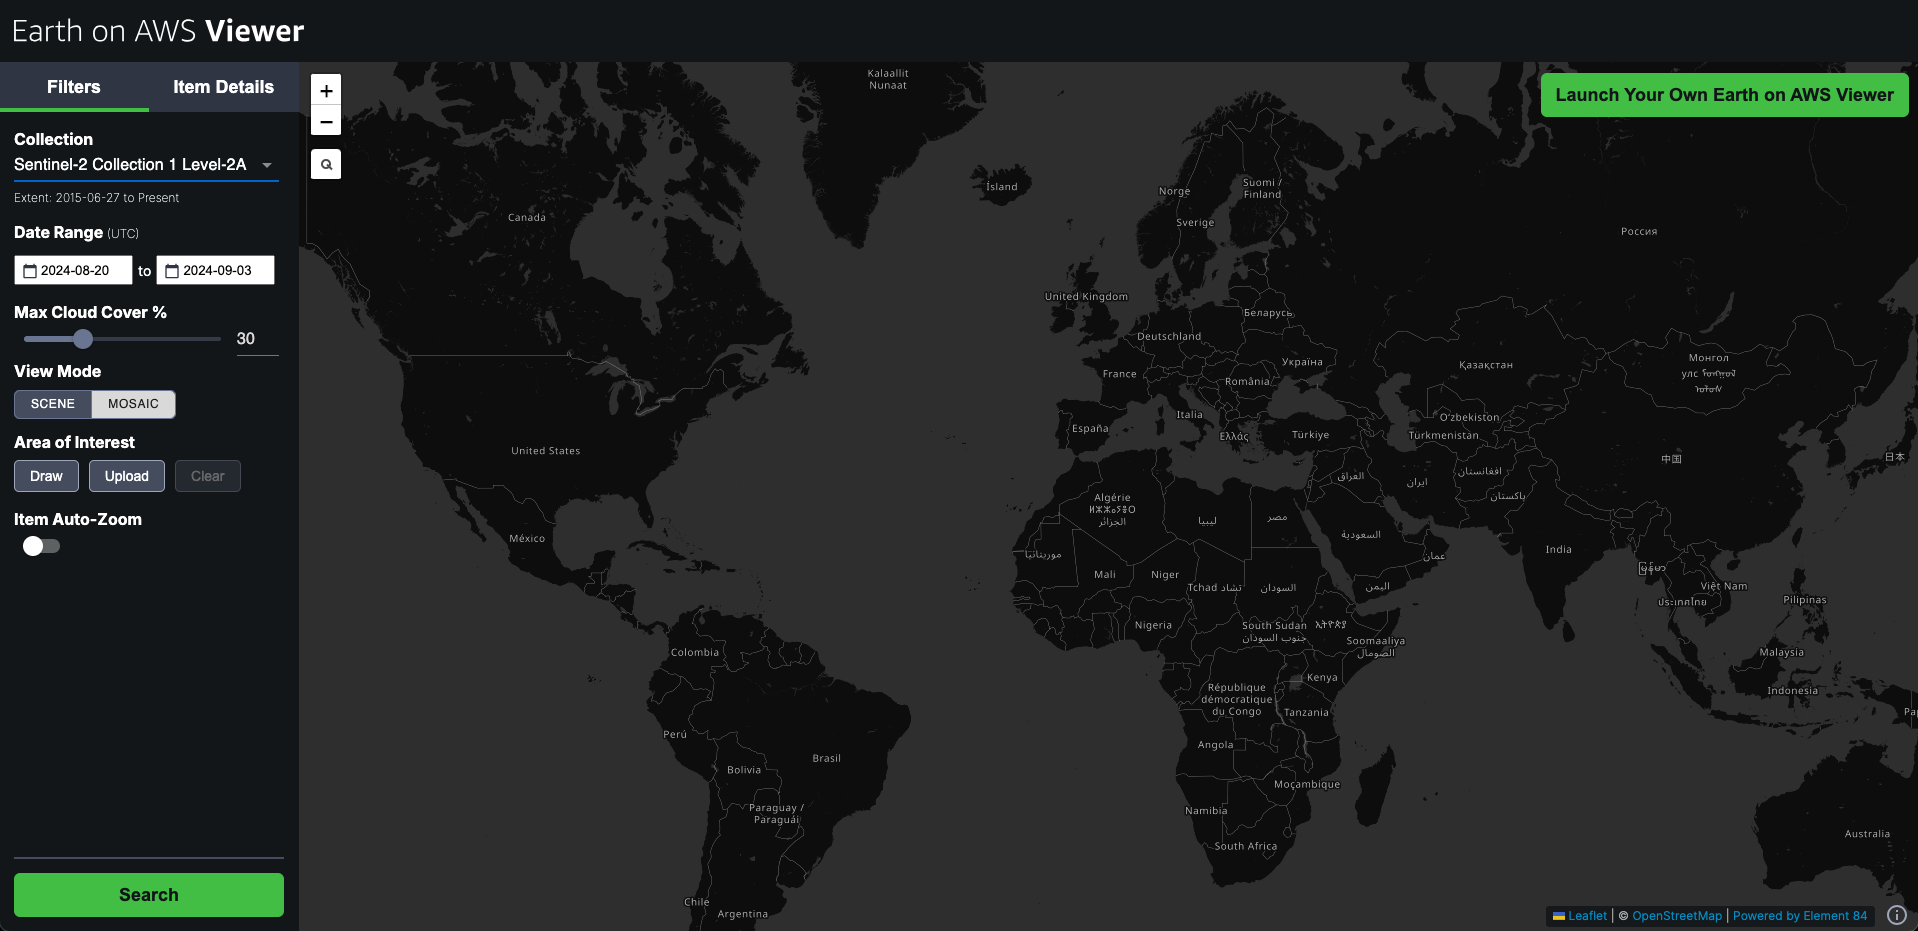 Earth on AWS Viewer
Filters
Item Details
Collection
Sentinel-2 Collection 1 Level-2A
Extent: 2015-06-27 to Present
Date Range (UTC)
2024-08-20 to 2024-09-03
Max Cloud Cover %
30
View Mode
SCENE
MOSAIC
Area of Interest
Draw
Upload
Clear
Item Auto-Zoom
Search
+
−
Launch Your Own Earth on AWS Viewer
Kalaallit
Nunaat
Ísland
Norge
Suomi /
Finland
Sverige
Canada
Россия
United Kingdom
Беларусь
Deutschland
Україна
France
România
Қазақстан
Монгол
улс
Italia
España
Ελλάς
Türkiye
Oʻzbekiston
Türkmenistan
United States
中国
日本
العراق
ایران
افغانستان
پاکستان
Algérie
ⵍⵣⵣⴰⵢⴻⵔ
الجزائر
ليبيا
مصر
السعودية
México
موريتانيا
عمان
India
Mali
Niger
Tchad تشاد
السودان
اليمن
Việt Nam
ประเทศไทย
Pilipinas
Nigeria
South Sudan
جنوب السودان
ኢትዮጵያ
Soomaaliya
الصومال
Colombia
Malaysia
Kenya
République
démocratique
du Congo
Indonesia
Tanzania
Pa
Perú
Angola
Brasil
Bolivia
Moçambique
Paraguay /
Paraguái
Namibia
South Africa
Australia
Chile
Argentina
Leaflet | © OpenStreetMap | Powered by Element 84